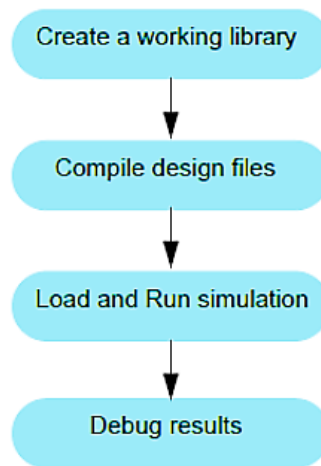 Create a working library
Compile design files
Load and Run simulation
Debug results